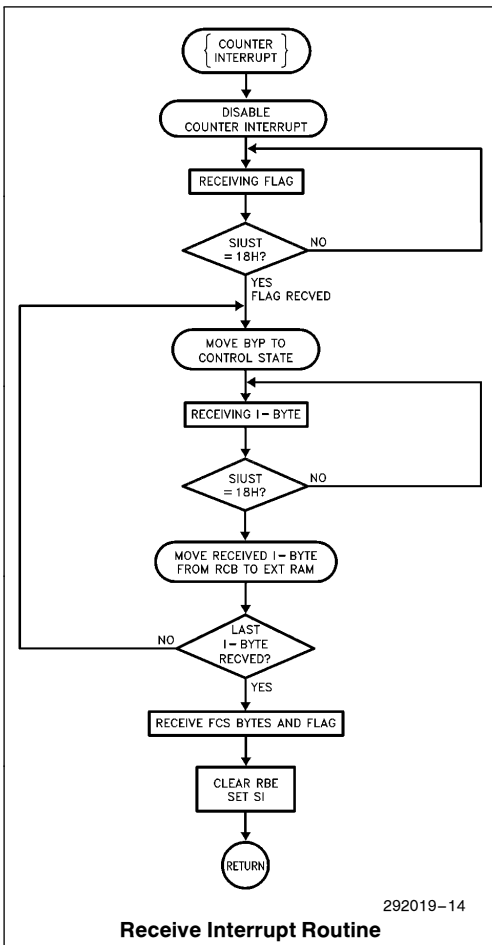 COUNTER
INTERRUPT
DISABLE
COUNTER INTERRUPT
RECEIVING FLAG
SIUST
= 18H?
NO
YES
FLAG RECVED
MOVE BYP TO
CONTROL STATE
RECEIVING I-BYTE
SIUST
= 18H?
NO
MOVE RECEIVED I-BYTE
FROM RCB TO EXT RAM
LAST
I-BYTE
RECVED?
NO
YES
RECEIVE FCS BYTES AND FLAG
CLEAR RBE
SET SI
RETURN
292019-14
Receive Interrupt Routine